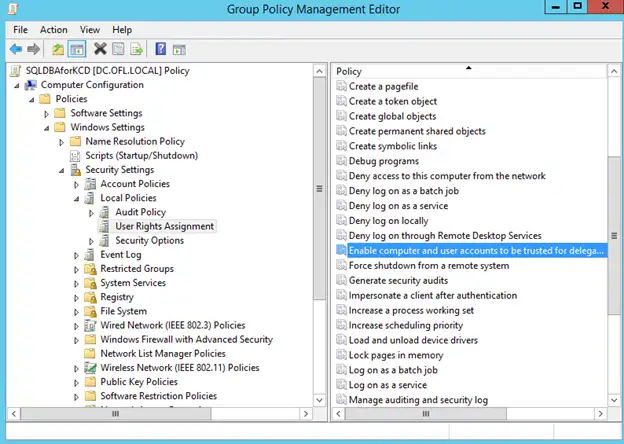 Group Policy Management Editor
File Action View Help
SQLDBAforKCD [DC.OFL.LOCAL] Policy
Computer Configuration
Policies
Software Settings
Windows Settings
Name Resolution Policy
Scripts (Startup/Shutdown)
Security Settings
Account Policies
Local Policies
Audit Policy
User Rights Assignment
Security Options
Event Log
Restricted Groups
System Services
Registry
File System
Wired Network (IEEE 802.3) Policies
Windows Firewall with Advanced Security
Network List Manager Policies
Wireless Network (IEEE 802.11) Policies
Public Key Policies
Software Restriction Policies
Policy
Create a pagefile
Create a token object
Create global objects
Create permanent shared objects
Create symbolic links
Debug programs
Deny access to this computer from the network
Deny log on as a batch job
Deny log on as a service
Deny log on locally
Deny log on through Remote Desktop Services
Enable computer and user accounts to be trusted for delega...
Force shutdown from a remote system
Generate security audits
Impersonate a client after authentication
Increase a process working set
Increase scheduling priority
Load and unload device drivers
Lock pages in memory
Log on as a batch job
Log on as a service
Manage auditing and security log